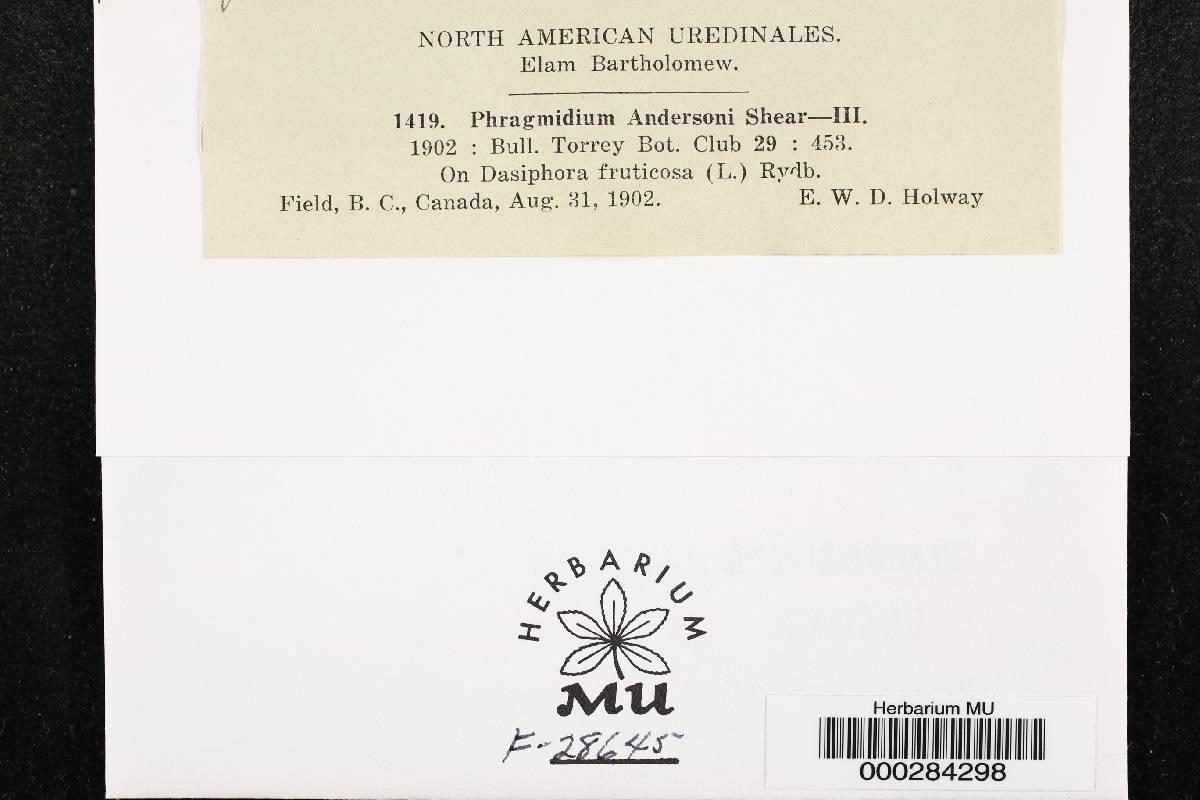 NORTH AMERICAN UREDINALES.
Elam Bartholomew.
1419. Phragmidium Andersoni Shear—III.
1902 : Bull. Torrey Bot. Club 29 : 453.
On Dasiphora fruticosa (L.) Rydb.
Field, B. C., Canada, Aug. 31, 1902. E. W. D. Holway
HERBARIUM
MU
F-28645
Herbarium MU
000284298